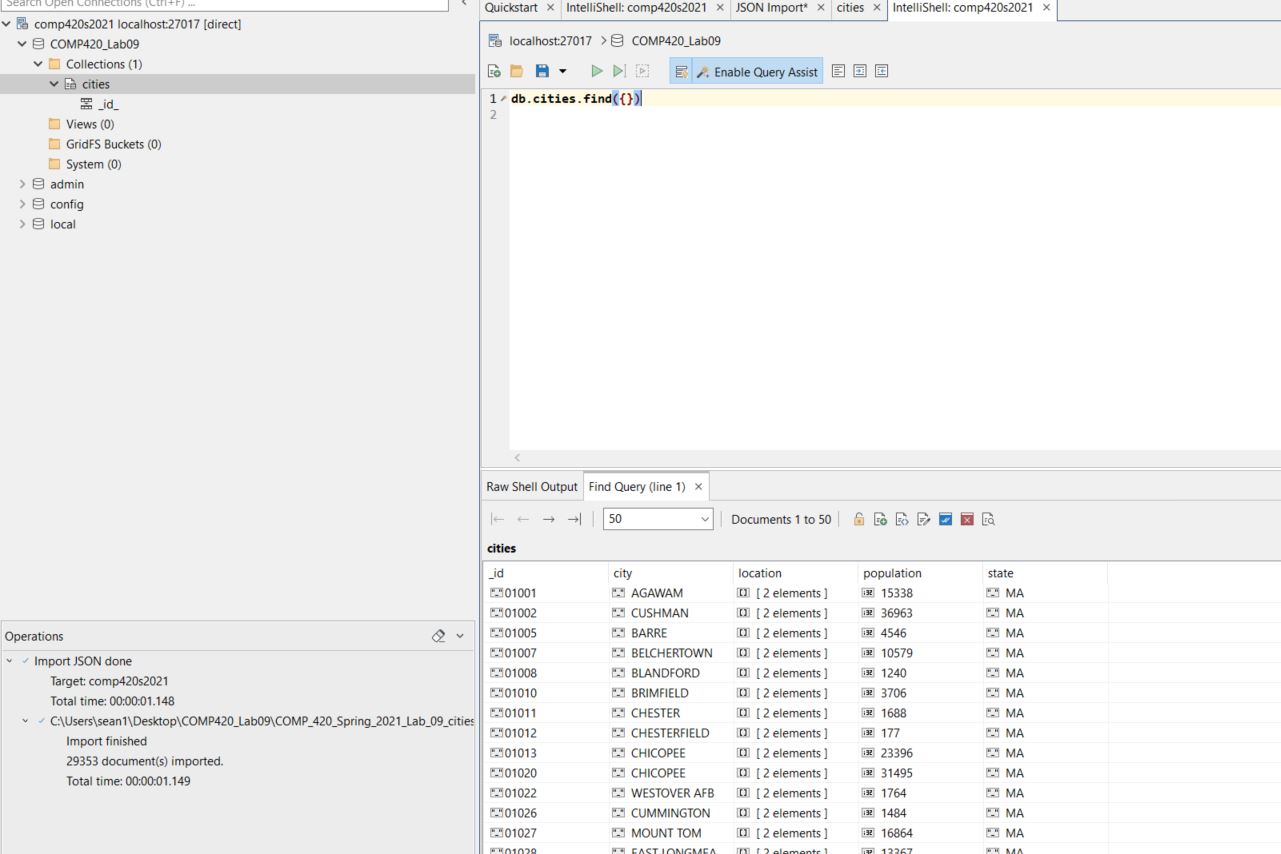 Search Open Connections (Ctrl+F) ...
comp420s2021 localhost:27017 [direct]
COMP420_Lab09
Collections (1)
cities
_id_
Views (0)
GridFS Buckets (0)
System (0)
admin
config
local
Operations
Import JSON done
Target: comp420s2021
Total time: 00:00:01.148
C:\Users\sean1\Desktop\COMP420_Lab09\COMP_420_Spring_2021_Lab_09_cities
Import finished
29353 document(s) imported.
Total time: 00:00:01.149
Quickstart IntelliShell: comp420s2021 JSON Import* cities IntelliShell: comp420s2021
localhost:27017 COMP420_Lab09
Enable Query Assist
1 db.cities.find({})
2
Raw Shell Output Find Query (line 1)
50 Documents 1 to 50
cities
_id city location population state
01001 AGAWAM [ 2 elements ] 15338 MA
01002 CUSHMAN [ 2 elements ] 36963 MA
01005 BARRE [ 2 elements ] 4546 MA
01007 BELCHERTOWN [ 2 elements ] 10579 MA
01008 BLANDFORD [ 2 elements ] 1240 MA
01010 BRIMFIELD [ 2 elements ] 3706 MA
01011 CHESTER [ 2 elements ] 1688 MA
01012 CHESTERFIELD [ 2 elements ] 177 MA
01013 CHICOPEE [ 2 elements ] 23396 MA
01020 CHICOPEE [ 2 elements ] 31495 MA
01022 WESTOVER AFB [ 2 elements ] 1764 MA
01026 CUMMINGTON [ 2 elements ] 1484 MA
01027 MOUNT TOM [ 2 elements ] 16864 MA
01028 EAST LONGMEA [ 2 elements ] 13367 MA